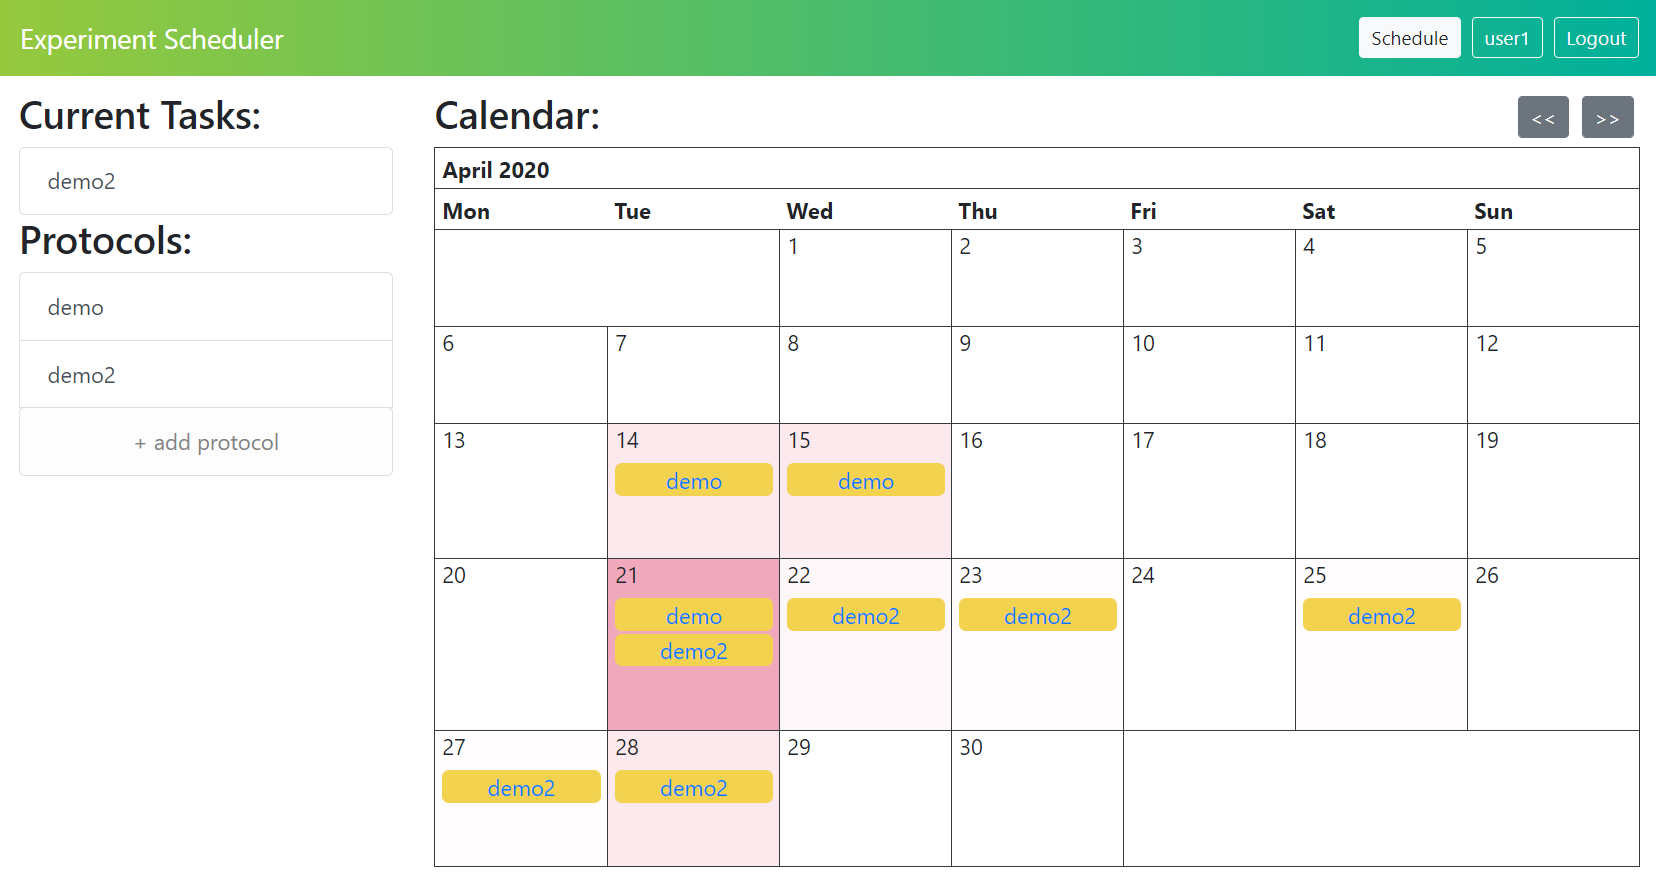 Experiment Scheduler
Schedule user1 Logout
Current Tasks:
demo2
Protocols:
demo
demo2
+ add protocol
Calendar:
<< >>
April 2020
Mon Tue Wed Thu Fri Sat Sun
1 2 3 4 5
6 7 8 9 10 11 12
13 14 15 16 17 18 19
demo demo
20 21 22 23 24 25 26
demo demo2 demo2 demo2
demo2
27 28 29 30
demo2 demo2